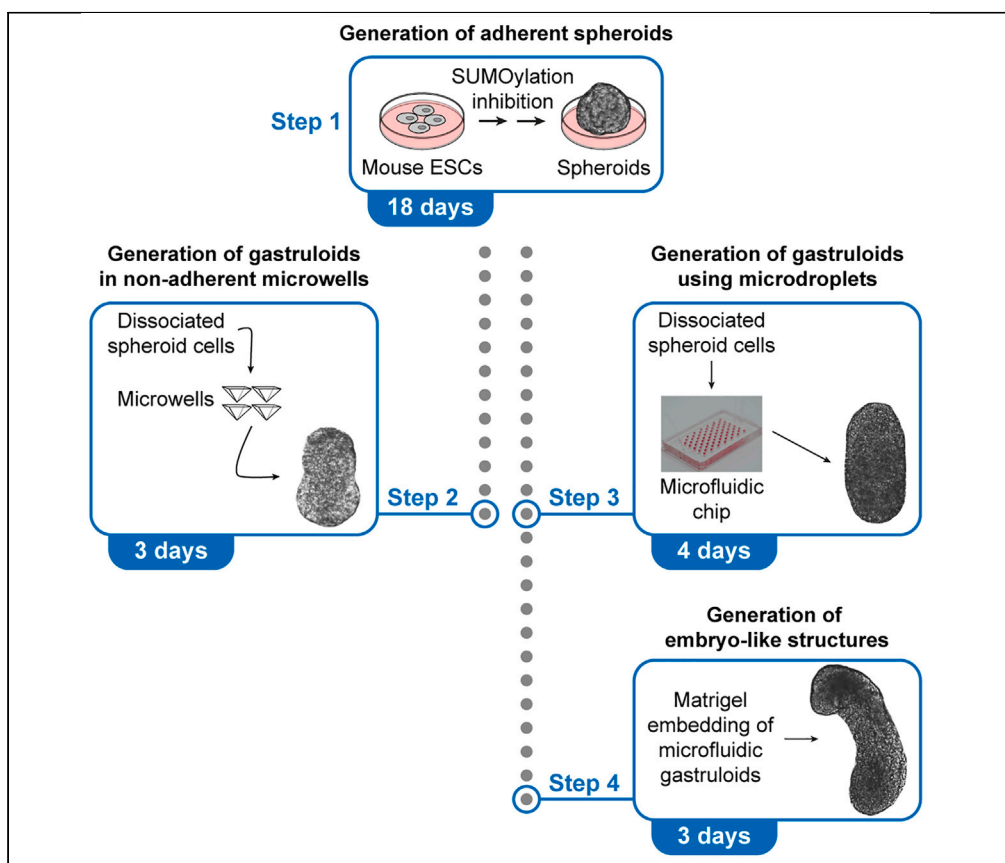 Generation of adherent spheroids
Step 1
SUMOylation
inhibition
Mouse ESCs
Spheroids
18 days
Generation of gastruloids
in non-adherent microwells
Dissociated
spheroid cells
Microwells
Step 2
3 days
Generation of gastruloids
using microdroplets
Dissociated
spheroid cells
Microfluidic
chip
Step 3
4 days
Generation of
embryo-like structures
Matrigel
embedding of
microfluidic
gastruloids
Step 4
3 days